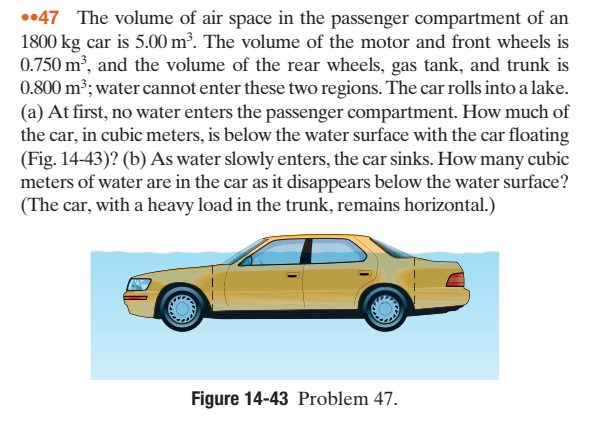 ••47 The volume of air space in the passenger compartment of an
1800 kg car is 5.00 m³. The volume of the motor and front wheels is
0.750 m³, and the volume of the rear wheels, gas tank, and trunk is
0.800 m³; water cannot enter these two regions. The car rolls into a lake.
(a) At first, no water enters the passenger compartment. How much of
the car, in cubic meters, is below the water surface with the car floating
(Fig. 14-43)? (b) As water slowly enters, the car sinks. How many cubic
meters of water are in the car as it disappears below the water surface?
(The car, with a heavy load in the trunk, remains horizontal.)
Figure 14-43 Problem 47.